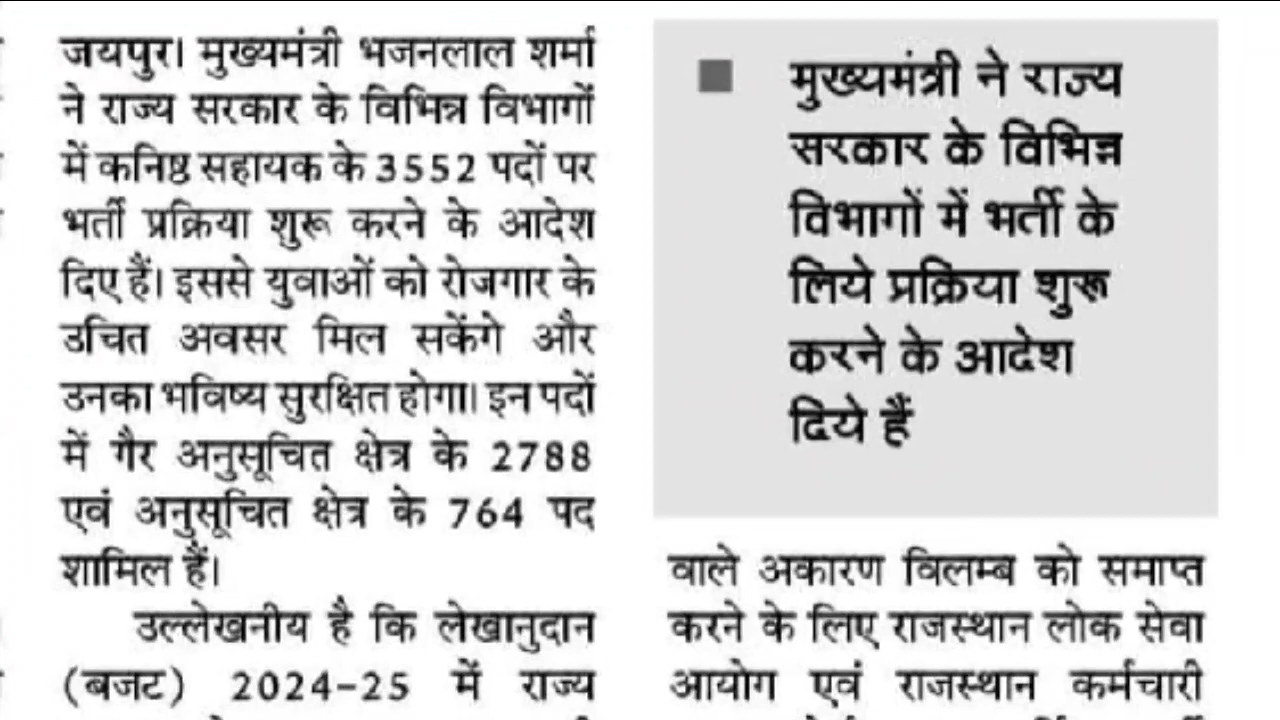 जयपुर। मुख्यमंत्री भजनलाल शर्मा
ने राज्य सरकार के विभिन्न विभागों
में कनिष्ठ सहायक के 3552 पदों पर
भर्ती प्रक्रिया शुरू करने के आदेश
दिए हैं। इससे युवाओं को रोजगार के
उचित अवसर मिल सकेंगे और
उनका भविष्य सुरक्षित होगा। इन पदों
में गैर अनुसूचित क्षेत्र के 2788
एवं अनुसूचित क्षेत्र के 764 पद
शामिल हैं।
उल्लेखनीय है कि लेखानुदान
(बजट) 2024-25 में राज्य
मुख्यमंत्री ने राज्य
सरकार के विभिन्न
विभागों में भर्ती के
लिये प्रक्रिया शुरू
करने के आदेश
दिये हैं
वाले अकारण विलम्ब को समाप्त
करने के लिए राजस्थान लोक सेवा
आयोग एवं राजस्थान कर्मचारी